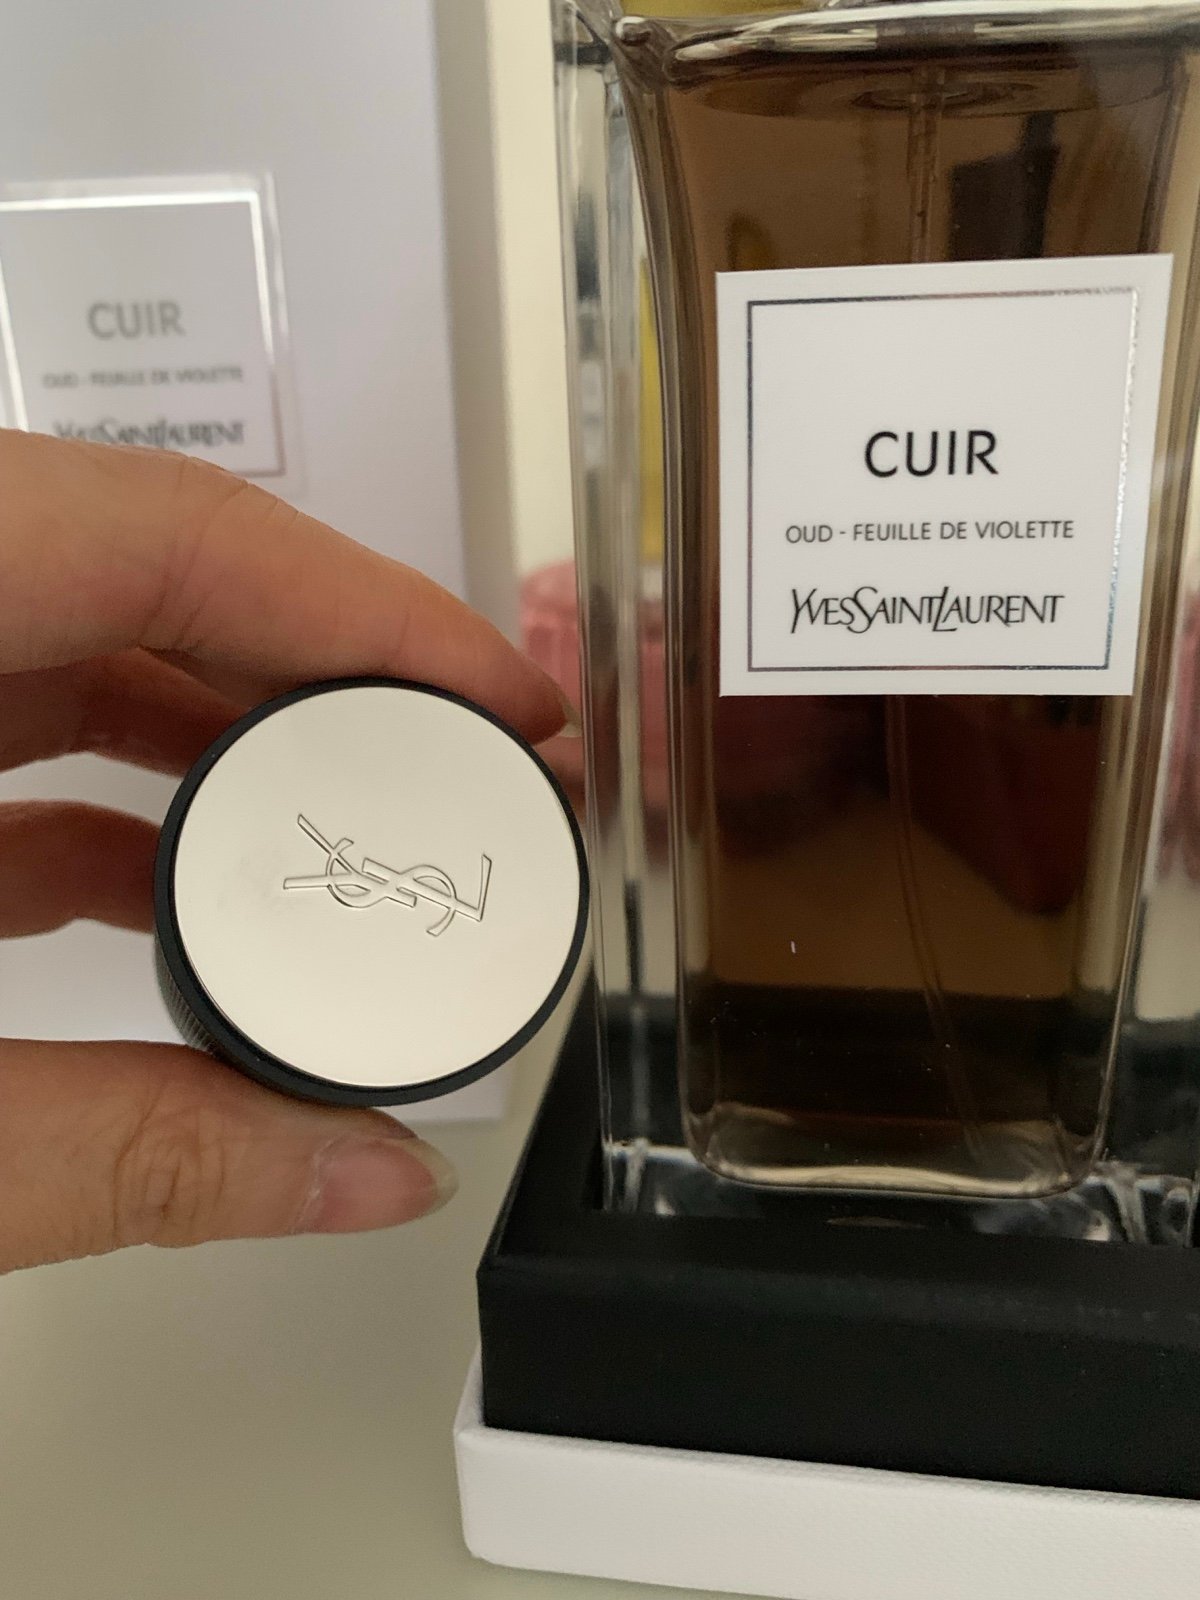 CUIR
OUD - FEUILLE DE VIOLETTE
YVESSAINTLAURENT
CUIR
OUD - FEUILLE DE VIOLETTE
YVESSAINTLAURENT
YSL